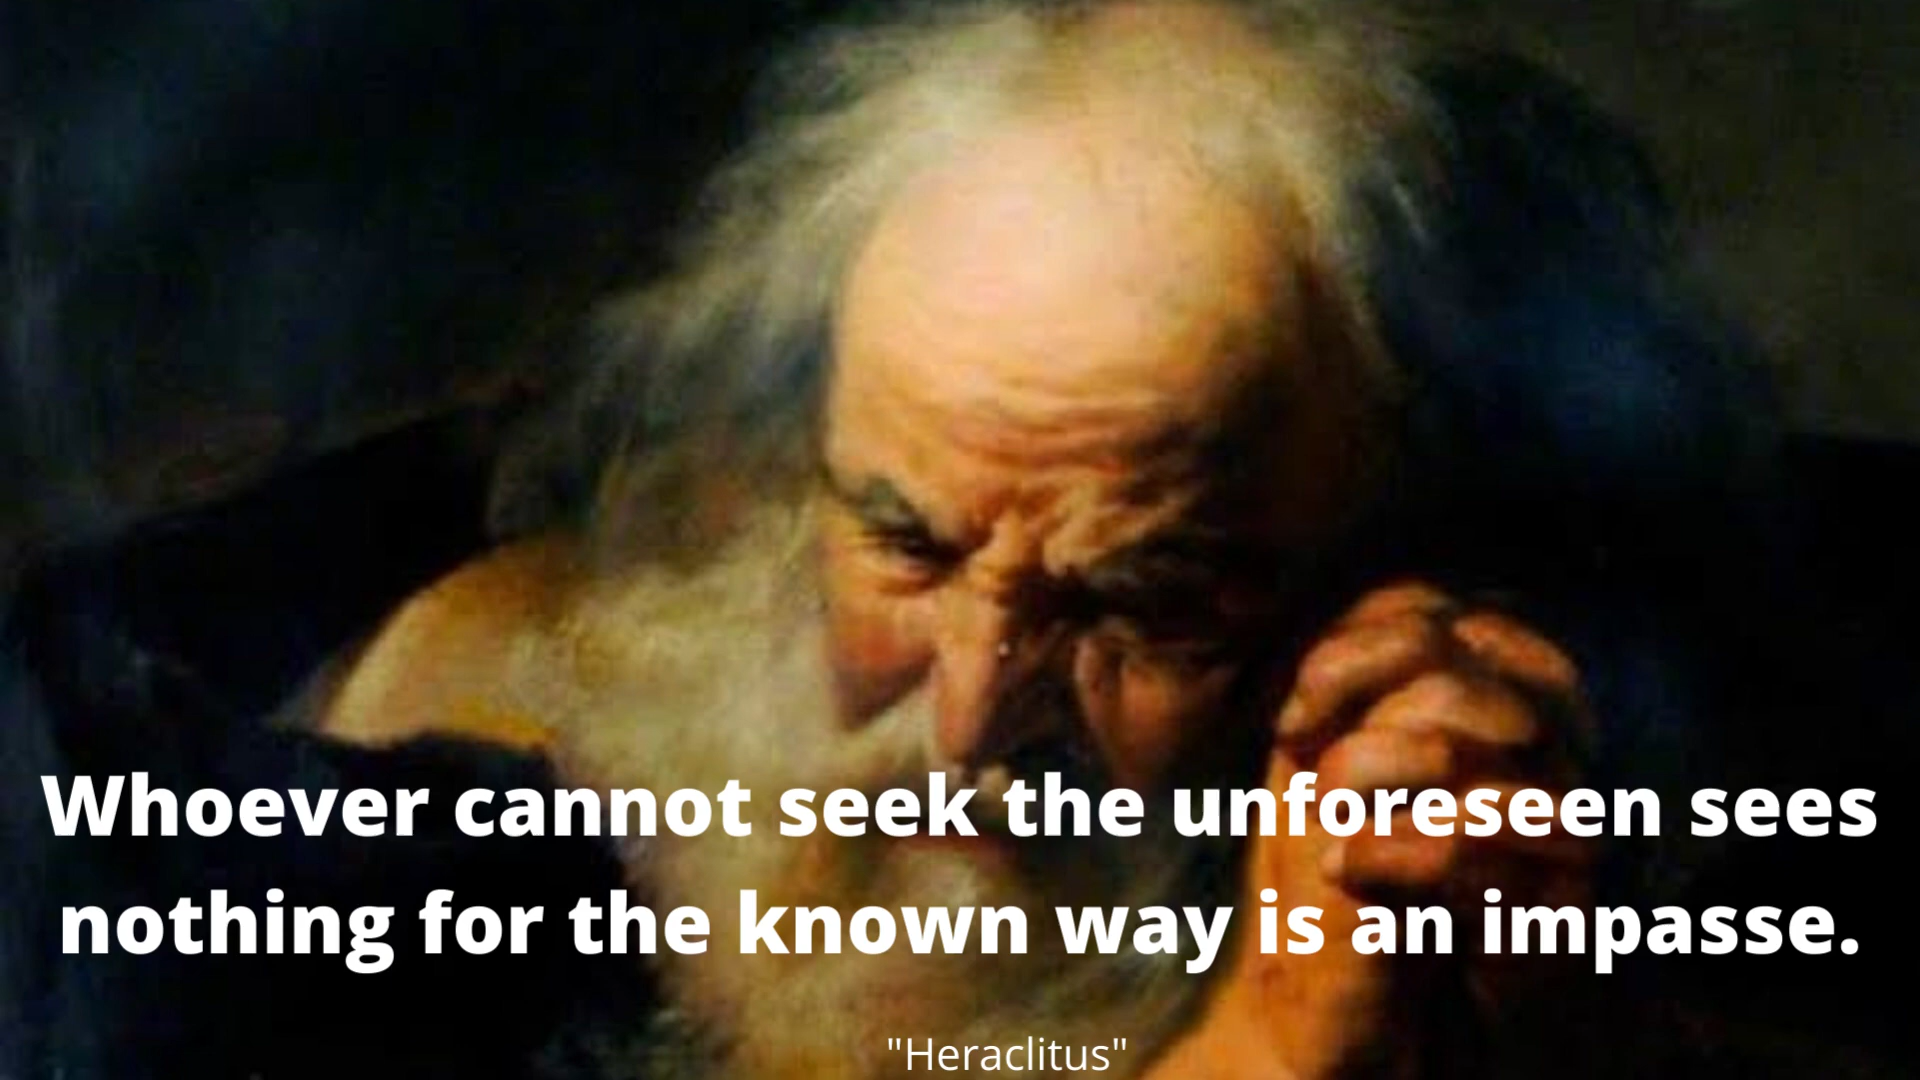 Whoever cannot seek the unforeseen sees
nothing for the known way is an impasse.
"Heraclitus"